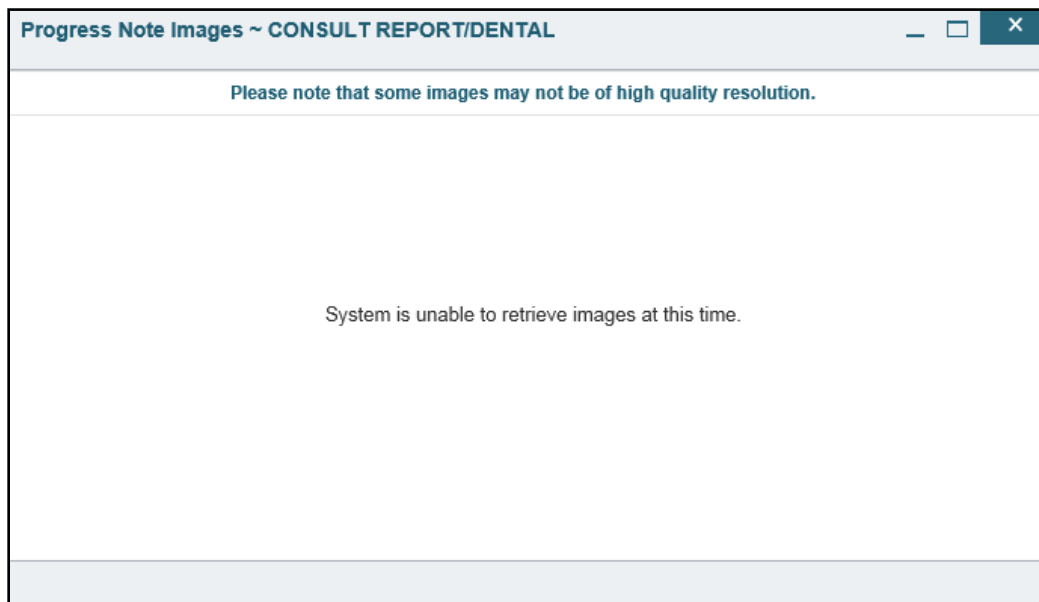 Progress Note Images ~ CONSULT REPORT/DENTAL
Please note that some images may not be of high quality resolution.
System is unable to retrieve images at this time.